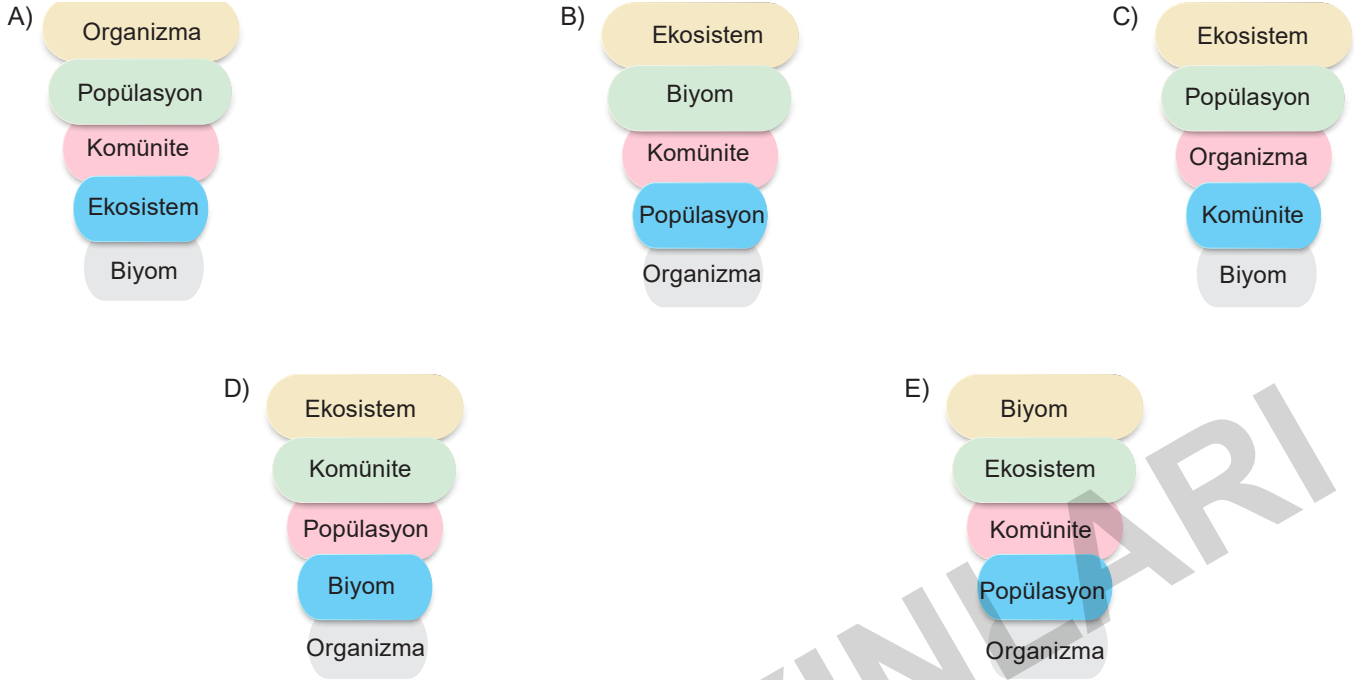 A)
Organizma
Popülasyon
Komünite
Ekosistem
Biyom
B)
Ekosistem
Biyom
Komünite
Popülasyon
Organizma
C)
Ekosistem
Popülasyon
Organizma
Komünite
Biyom
D)
Ekosistem
Komünite
Popülasyon
Biyom
Organizma
E)
Biyom
Ekosistem
Komünite
Popülasyon
Organizma